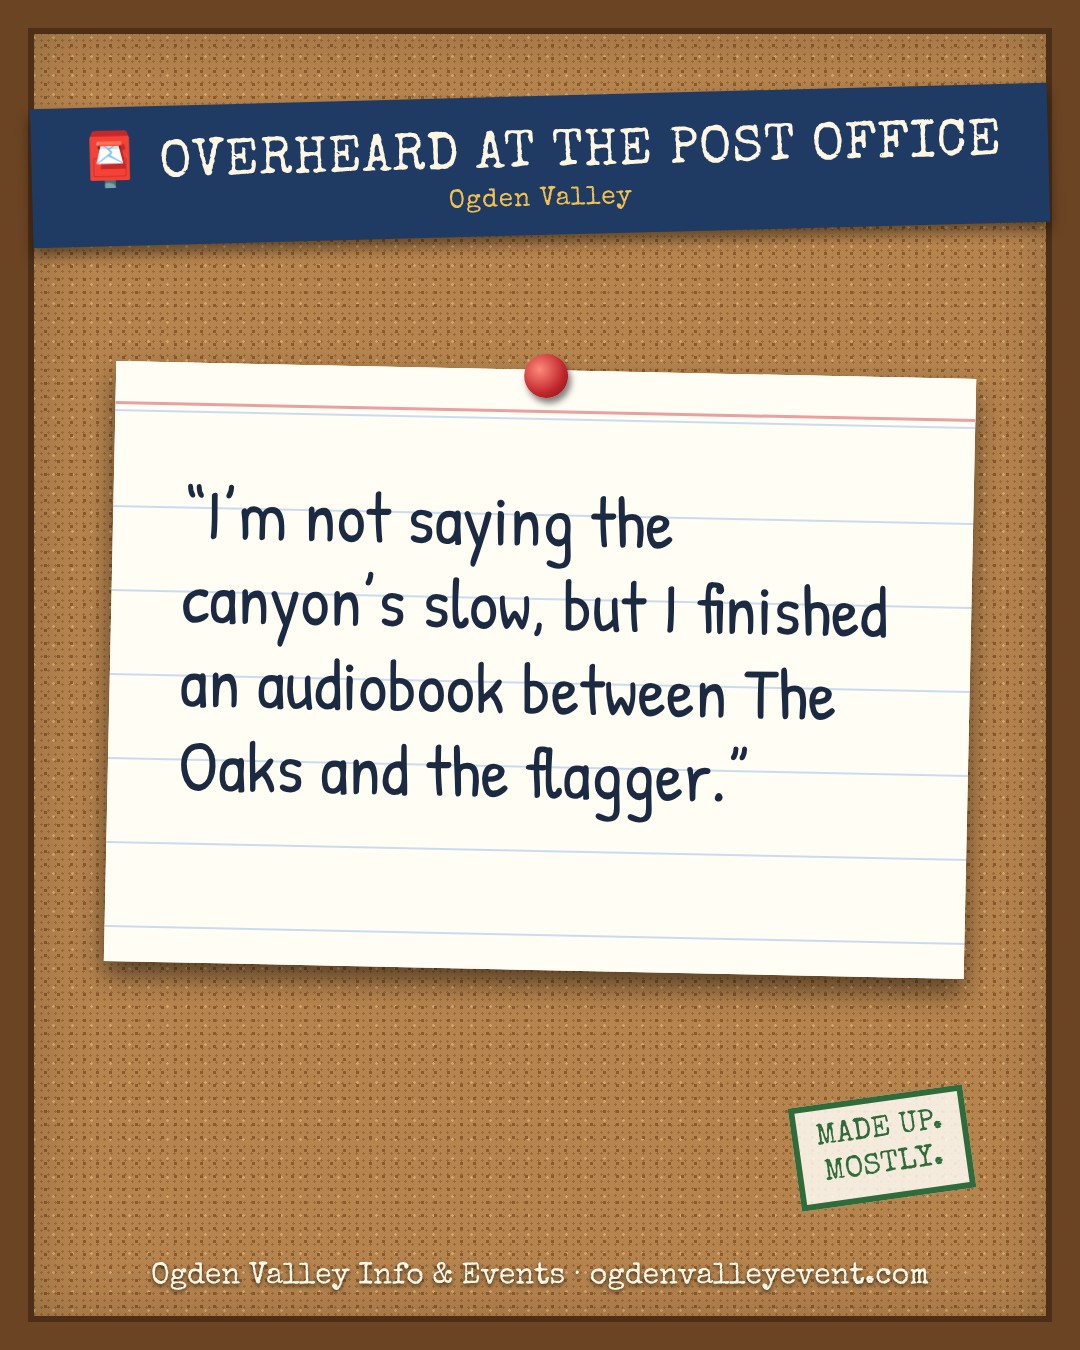 OVERHEARD AT THE POST OFFICE
Ogden Valley
“I’m not saying the
canyon’s slow, but I finished
an audiobook between The
Oaks and the flagger.”
MADE UP.
MOSTLY.
Ogden Valley Info & Events · ogdenvalleyevent.com